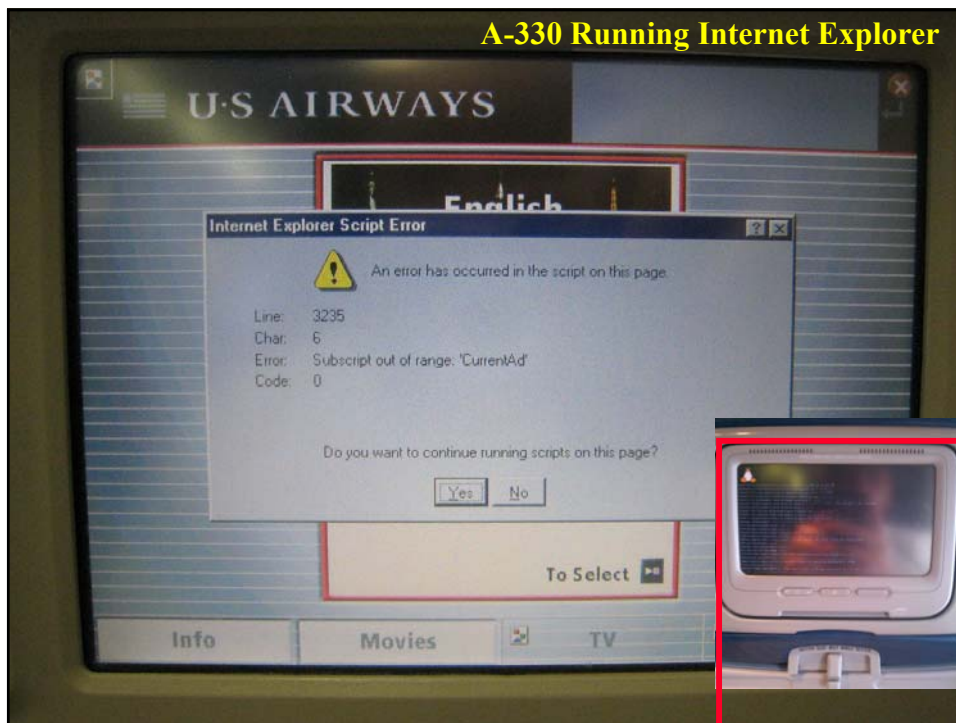 A-330 Running Internet Explorer
U·S AIRWAYS
English
Internet Explorer Script Error
An error has occurred in the script on this page.
Line: 3235
Char: 6
Error: Subscript out of range: 'CurrentAd'
Code: 0
Do you want to continue running scripts on this page?
Yes No
To Select
Info Movies TV